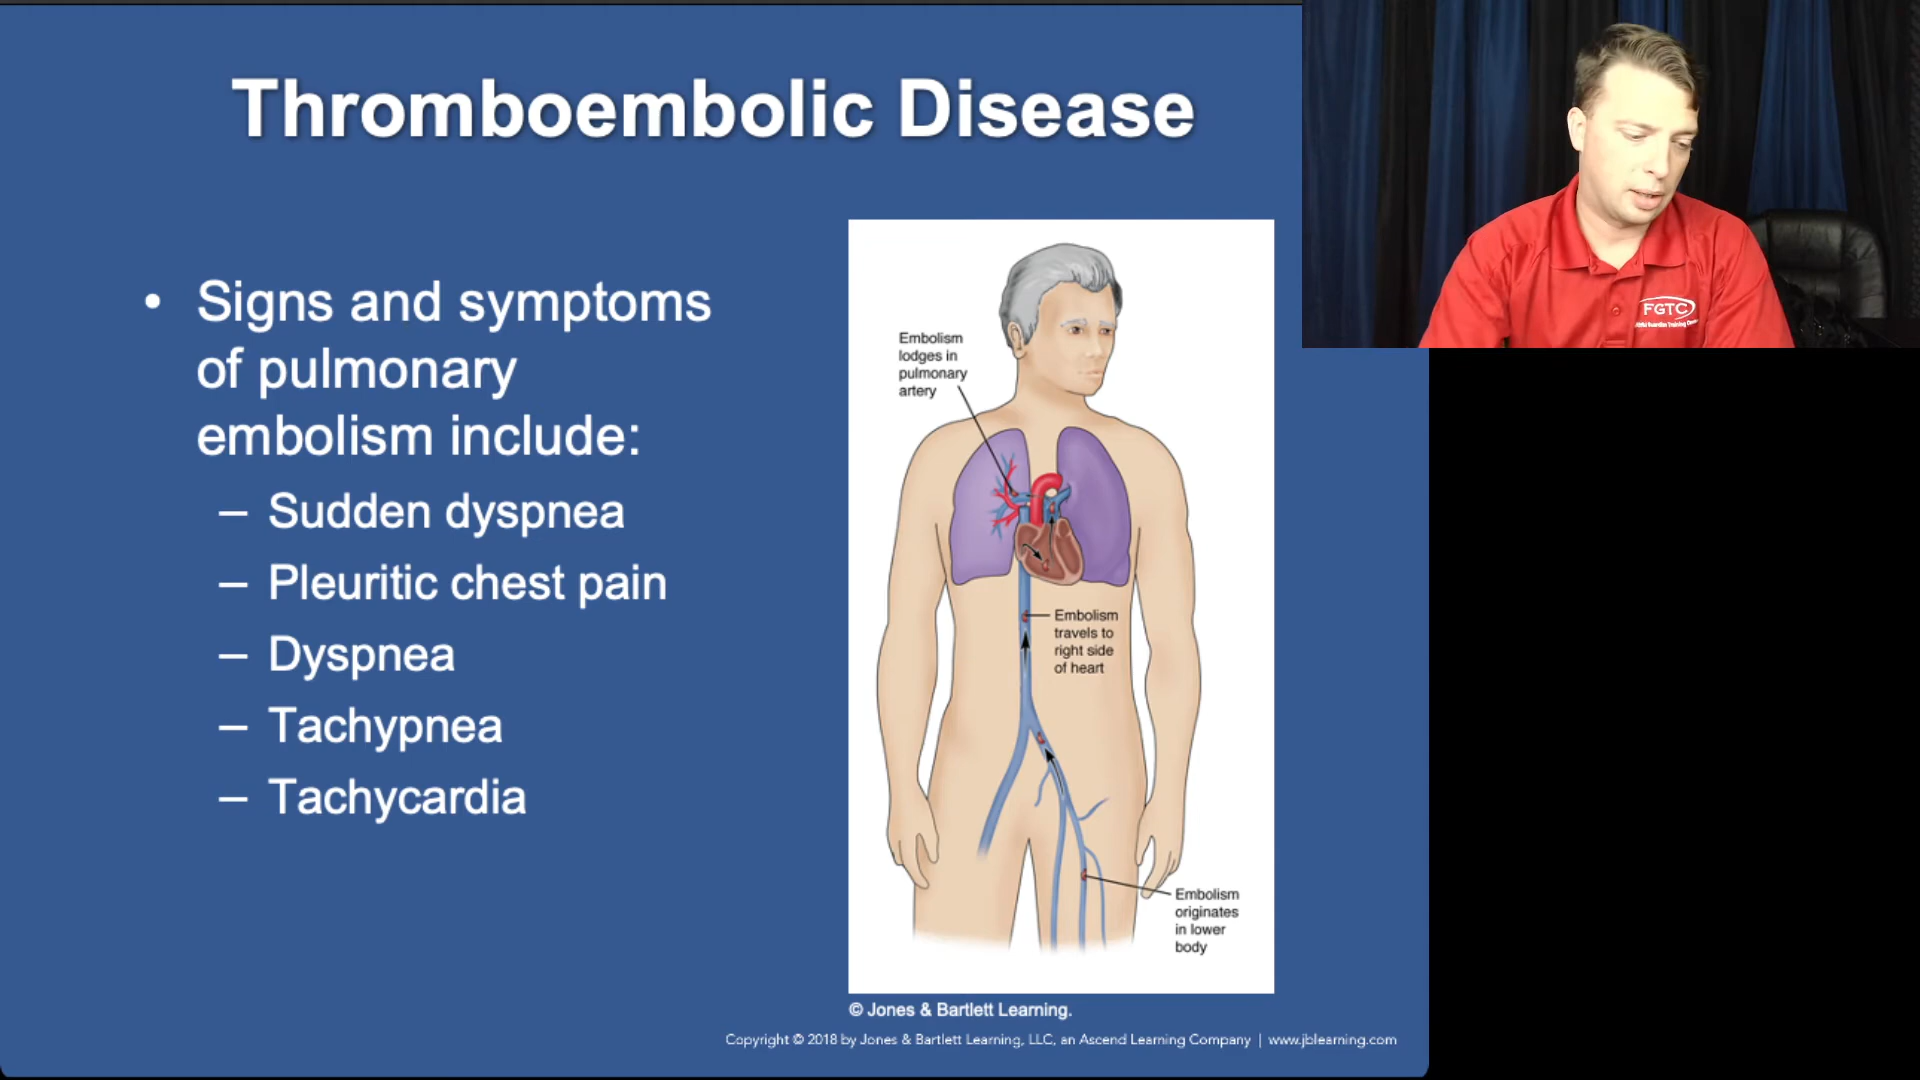 Thromboembolic Disease
• Signs and symptoms
of pulmonary
embolism include:
– Sudden dyspnea
– Pleuritic chest pain
– Dyspnea
– Tachypnea
– Tachycardia
Embolism
lodges in
pulmonary
artery
Embolism
travels to
right side
of heart
Embolism
originates
in lower
body
© Jones & Bartlett Learning.
Copyright © 2018 by Jones & Bartlett Learning, LLC, an Ascend Learning Company | www.jblearning.com
FGTC